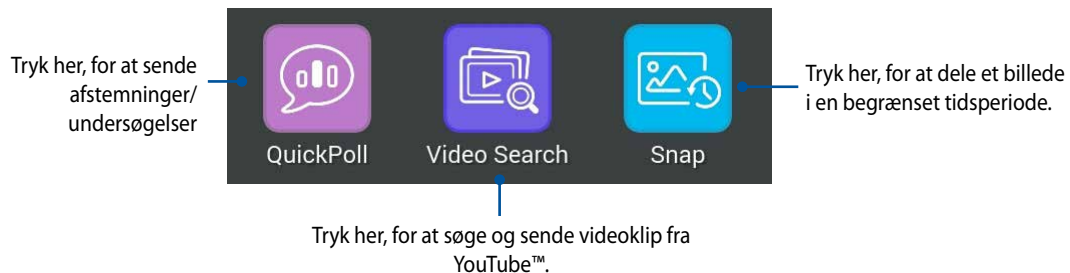 Tryk her, for at sende
afstemninger/
undersøgelser
QuickPoll
Video Search
Snap
Tryk her, for at dele et billede
i en begrænset tidsperiode.
Tryk her, for at søge og sende videoklip fra
YouTube™.